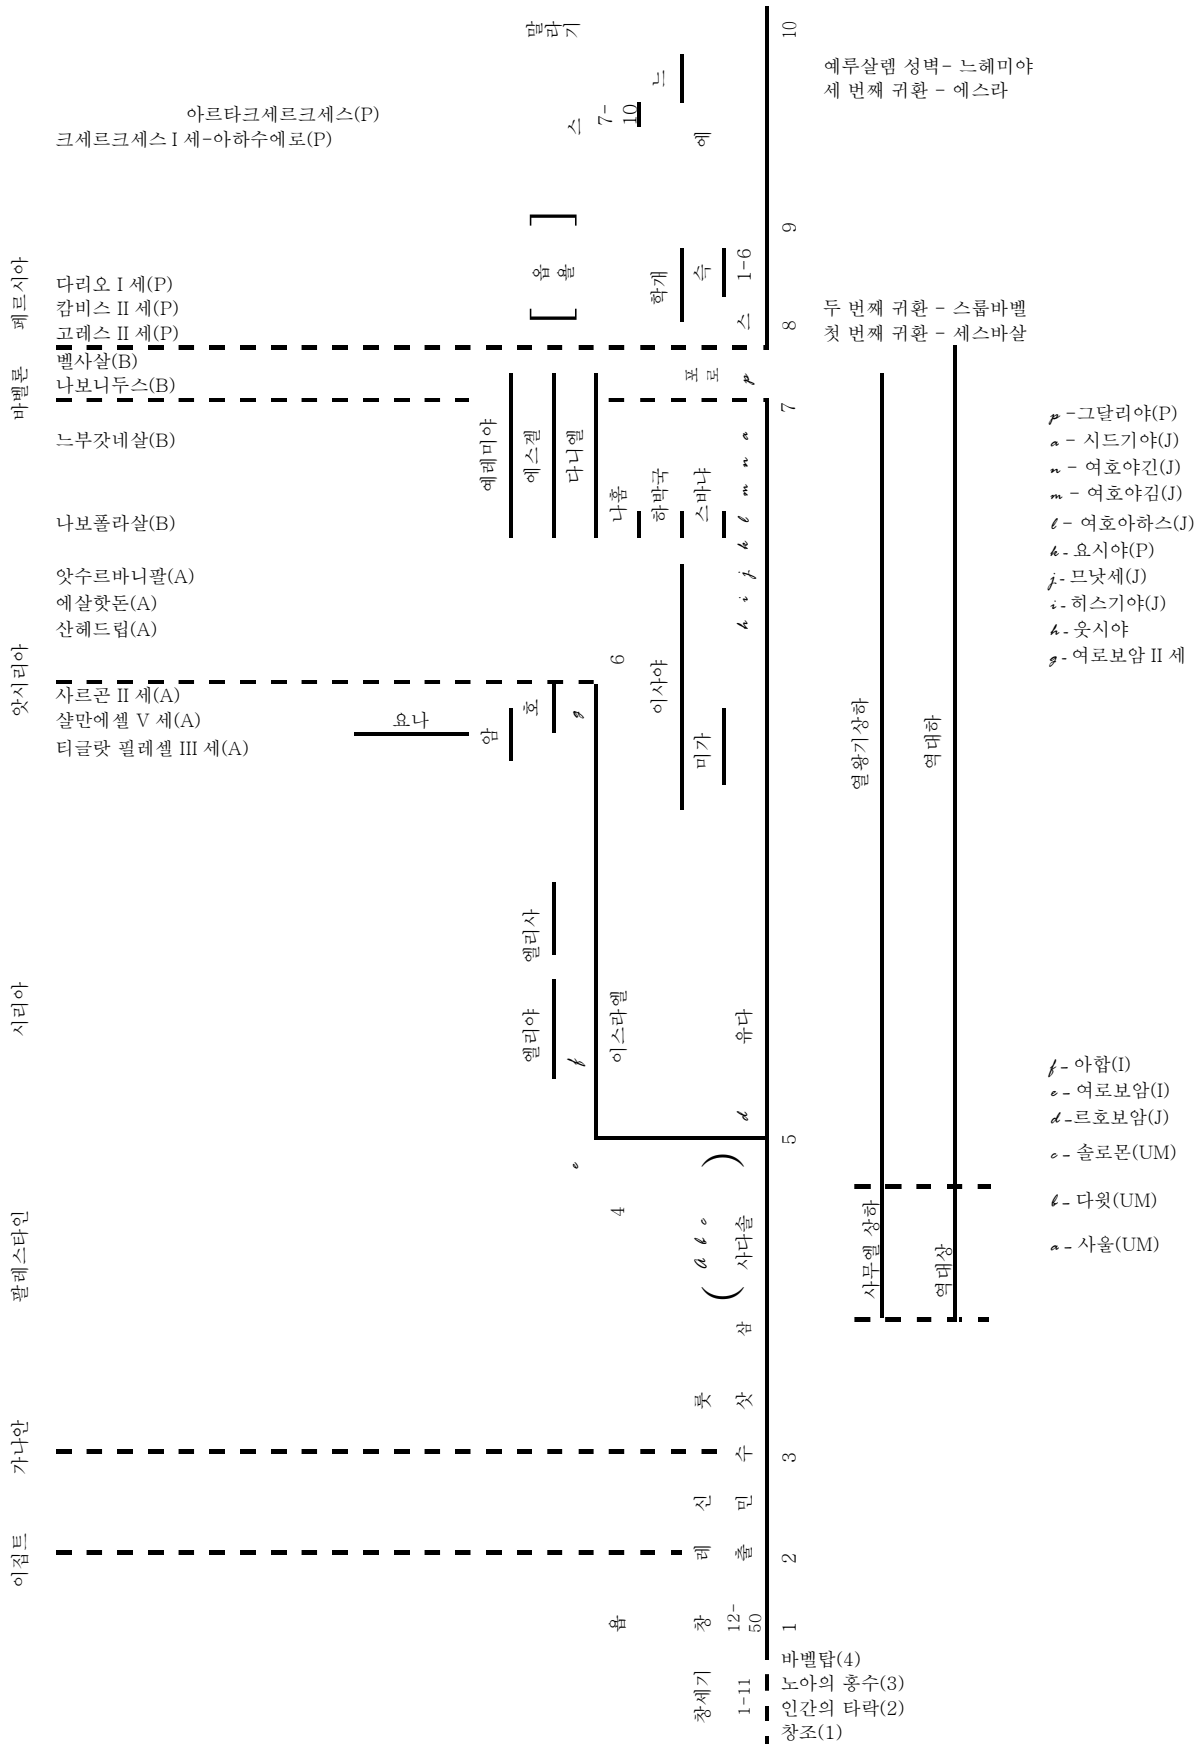 말라기
10
예루살렘 성벽- 느헤미야
세 번째 귀환 - 에스라
느
아르타크세르크세스(P)
크세르크세스 I 세-아하수에로(P)
스
7-
10
에
9
[ 옵 욜 ]
페르시아
다리오 I 세(P)
캄비스 II 세(P)
고레스 II 세(P)
학개
슥
스
1-6
8
두 번째 귀환 - 스룹바벨
첫 번째 귀환 - 세스바살
바벨론
벨사살(B)
나보니두스(B)
포로
p
7
느부갓네살(B)
나보폴라살(B)
예레미야
에스겔
다니엘
나훔
하박국
스바냐
h i j k l m n a
p -그달리야(P)
a - 시드기야(J)
n - 여호야긴(J)
m - 여호야김(J)
l - 여호아하스(J)
k - 요시야(P)
j - 므낫세(J)
i - 히스기야(J)
h - 웃시야
g - 여로보암 II 세
앗수르바니팔(A)
에살핫돈(A)
산헤드립(A)
앗시리아
6
이사야
사르곤 II 세(A)
샬만에셀 V 세(A)
티글랏 필레셀 III 세(A)
요나
암
호
g
미가
열왕기상하
역대하
엘리사
엘리야
시리아
이스라엘
유다
f
d
5
e
f - 아합(I)
e - 여로보암(I)
d -르호보암(J)
c - 솔로몬(UM)
b - 다윗(UM)
a - 사울(UM)
팔레스타인
4
( a b c )
사다솔
사무엘 상하
역대상
삼
룻
삿
가나안
수
3
신
민
이집트
레
출
2
욥
창
12-
50
1
바벨탑(4)
창세기
1-11
노아의 홍수(3)
인간의 타락(2)
창조(1)